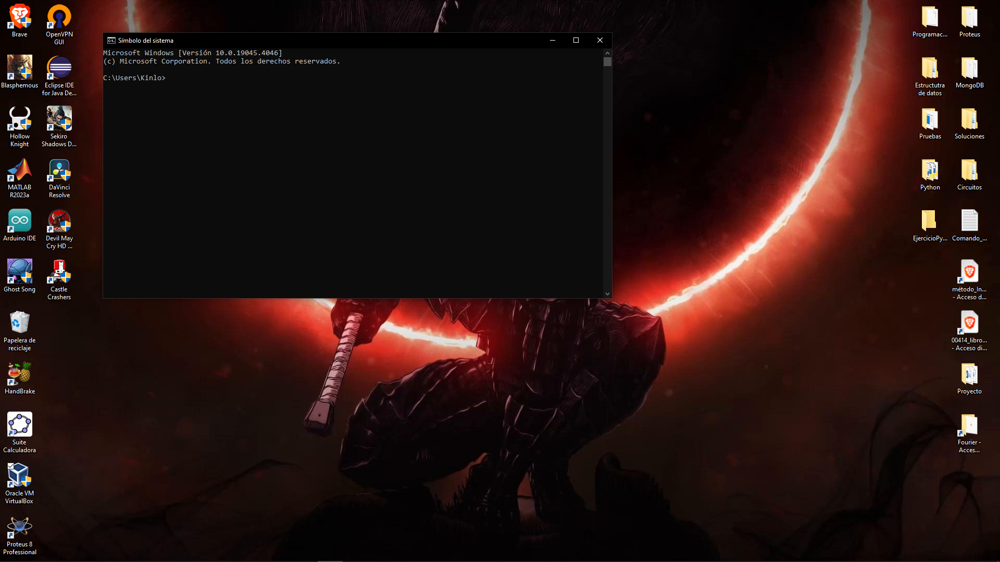 Brave
OpenVPN
GUI
Blasphemous
Eclipse IDE
for Java De...
Hollow
Knight
Sekiro
Shadows D...
MATLAB
R2023a
DaVinci
Resolve
Arduino IDE
Devil May
Cry HD ...
Ghost Song
Castle
Crashers
Papelera de
reciclaje
HandBrake
Suite
Calculadora
Oracle VM
VirtualBox
Proteus 8
Professional
Símbolo del sistema
Microsoft Windows [Versión 10.0.19045.4046]
(c) Microsoft Corporation. Todos los derechos reservados.
C:\Users\Kinlo>
Programac...
Proteus
Estructutra
de datos
MongoDB
Pruebas
Soluciones
Python
Circuitos
EjercicioPy...
Comando_...
método_In...
- Acceso d...
00414_libro...
- Acceso di...
Proyecto
Fourier -
Acces...